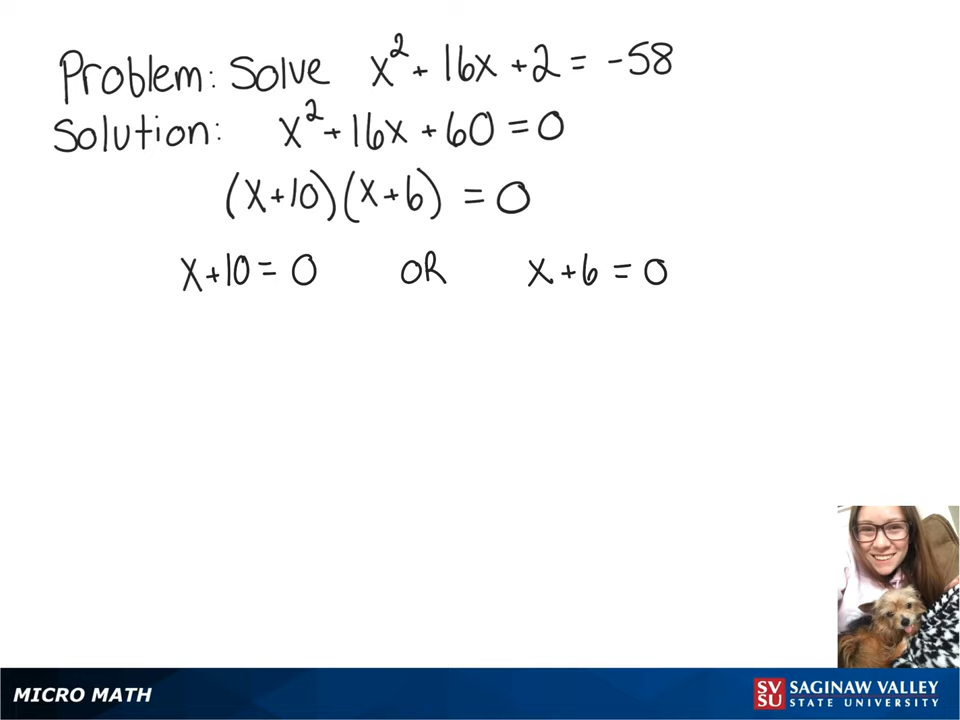 Problem: Solve x² + 16x + 2 = -58
Solution: x² + 16x + 60 = 0
(x+10)(x+6) = 0
x+10 = 0 OR x+6 = 0
MICRO MATH
SV SU SAGINAW VALLEY
STATE UNIVERSITY